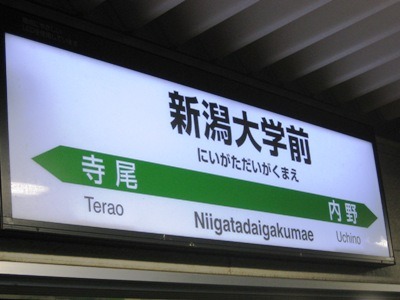 新潟大学前
にいがただいがくまえ
寺尾 内野
Terao Niigatadaigakumae Uchino